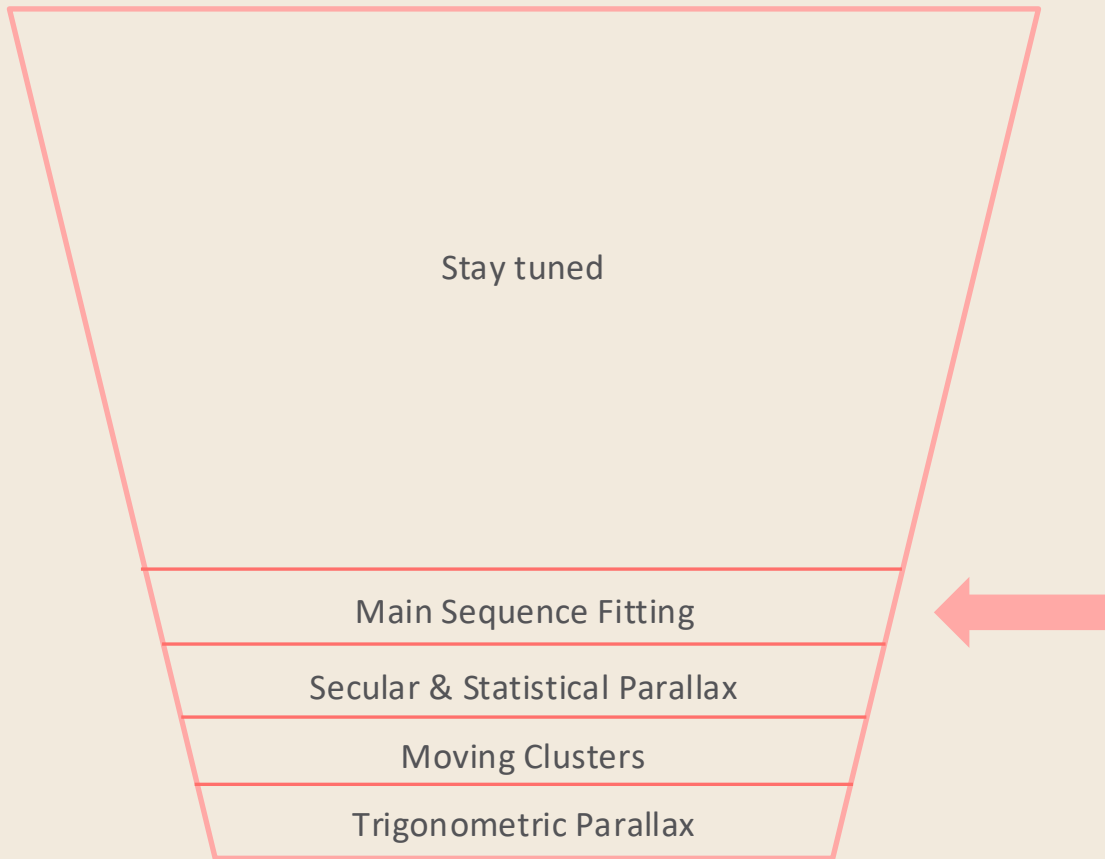 Stay tuned
Main Sequence Fitting
Secular & Statistical Parallax
Moving Clusters
Trigonometric Parallax